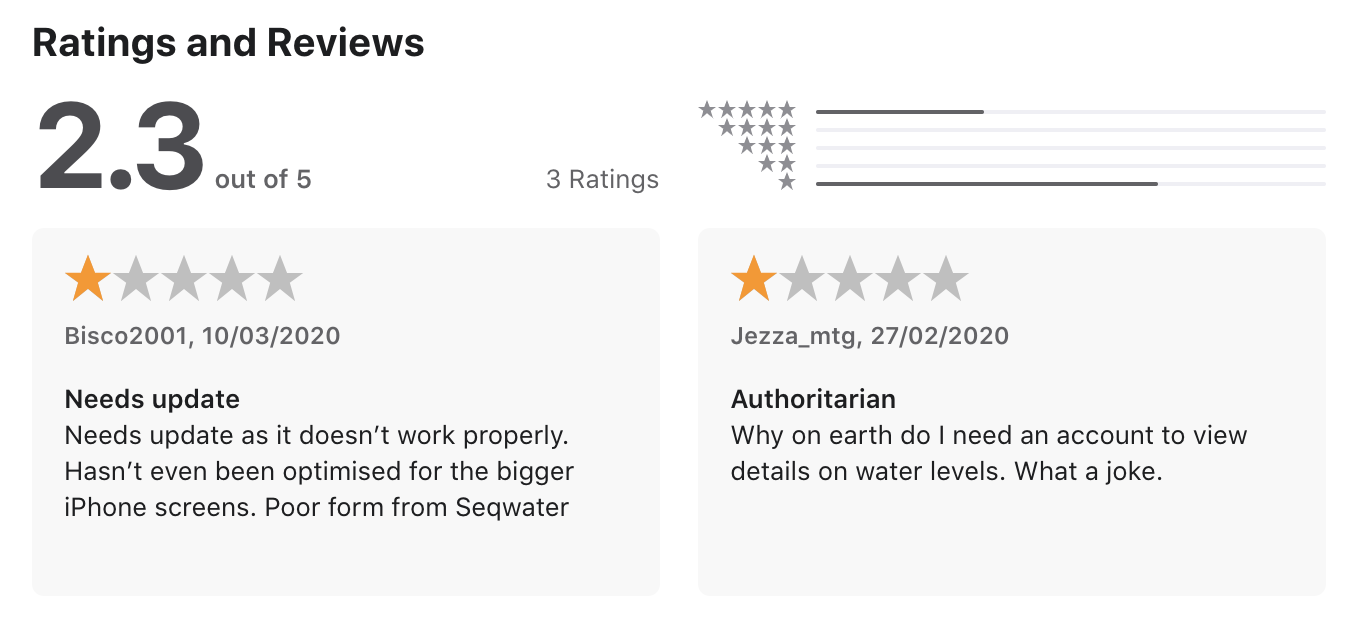 Ratings and Reviews
2.3 out of 5
3 Ratings
Bisco2001, 10/03/2020
Needs update
Needs update as it doesn’t work properly.
Hasn’t even been optimised for the bigger
iPhone screens. Poor form from Seqwater
Jezza_mtg, 27/02/2020
Authoritarian
Why on earth do I need an account to view
details on water levels. What a joke.